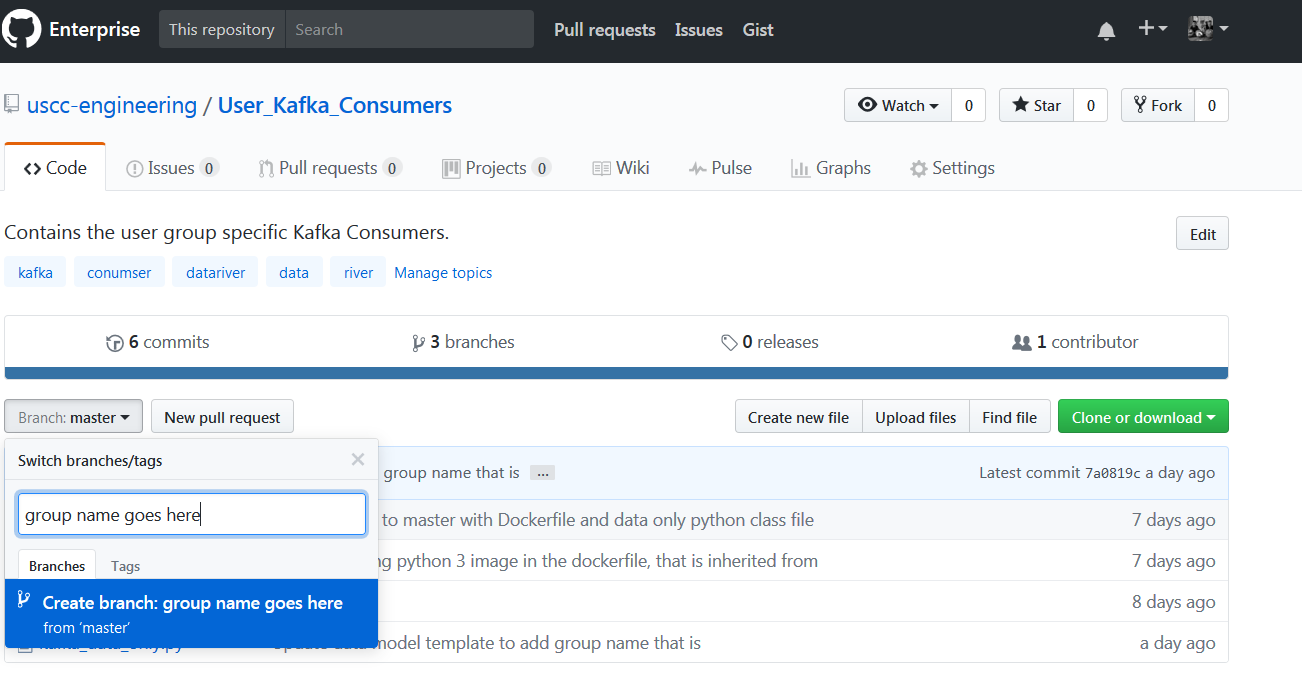 Enterprise This repository Search Pull requests Issues Gist
uscc-engineering / User_Kafka_Consumers Watch 0 Star 0 Fork 0
Code Issues 0 Pull requests 0 Projects 0 Wiki Pulse Graphs Settings
Contains the user group specific Kafka Consumers. Edit
kafka conumser datariver data river Manage topics
6 commits 3 branches 0 releases 1 contributor
Branch: master New pull request Create new file Upload files Find file Clone or download
Switch branches/tags group name that is ... Latest commit 7a0819c a day ago
group name goes here to master with Dockerfile and data only python class file 7 days ago
Branches Tags python 3 image in the dockerfile, that is inherited from 7 days ago
Create branch: group name goes here 8 days ago
from ‘master’
model template to add group name that is a day ago